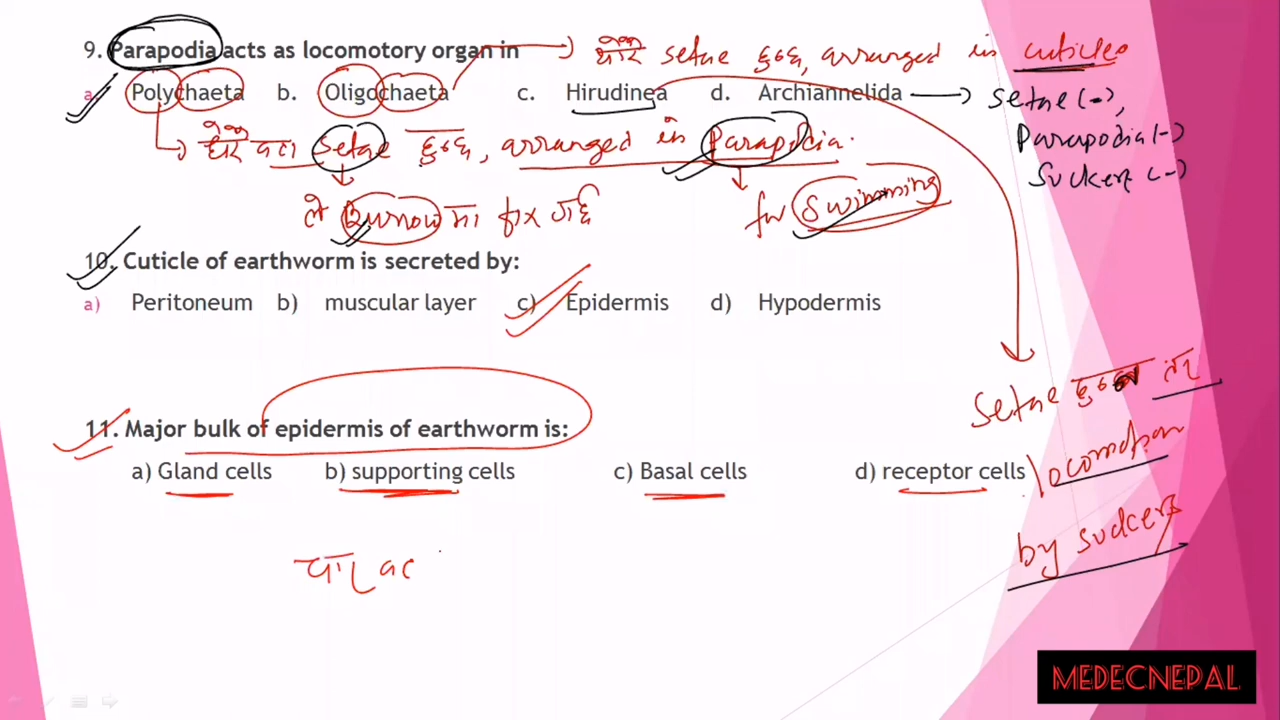 9. Parapodia acts as locomotory organ in
setae हुन्छ, arranged in cuticles
a. Polychaeta b. Oligochaeta c. Hirudinea d. Archiannelida
Setae (-),
Parapodia (-)
Suckers (-)
Setae हुन्छ, arranged in Parapodia.
ले Burrow मा for Swimming
10. Cuticle of earthworm is secreted by:
a) Peritoneum b) muscular layer c) Epidermis d) Hypodermis
Setae
locomotion
by suckers
11. Major bulk of epidermis of earthworm is:
a) Gland cells b) supporting cells c) Basal cells d) receptor cells
MEDECNEPAL